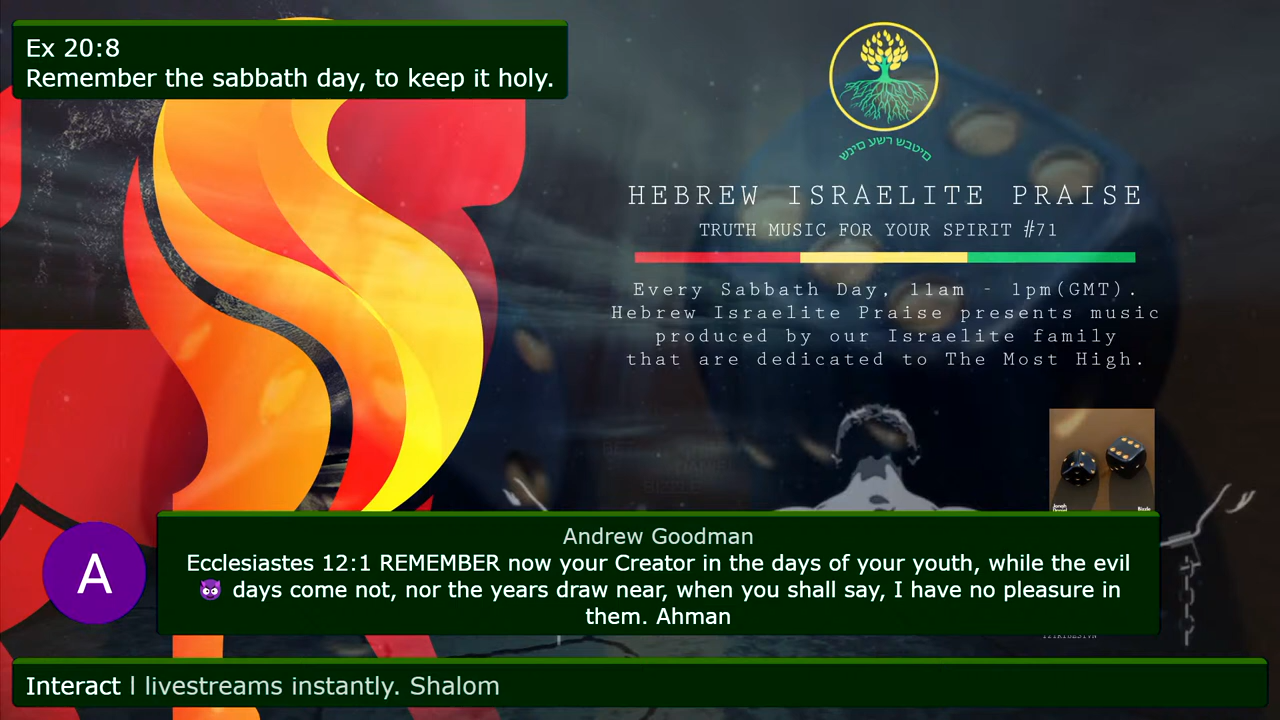 Ex 20:8
Remember the sabbath day, to keep it holy.
שנים עשר שבטים
HEBREW ISRAELITE PRAISE
TRUTH MUSIC FOR YOUR SPIRIT #71
Every Sabbath Day, 11am - 1pm(GMT).
Hebrew Israelite Praise presents music
produced by our Israelite family
that are dedicated to The Most High.
Andrew Goodman
A
Ecclesiastes 12:1 REMEMBER now your Creator in the days of your youth, while the evil
😈 days come not, nor the years draw near, when you shall say, I have no pleasure in
them. Ahman
Interact l livestreams instantly. Shalom